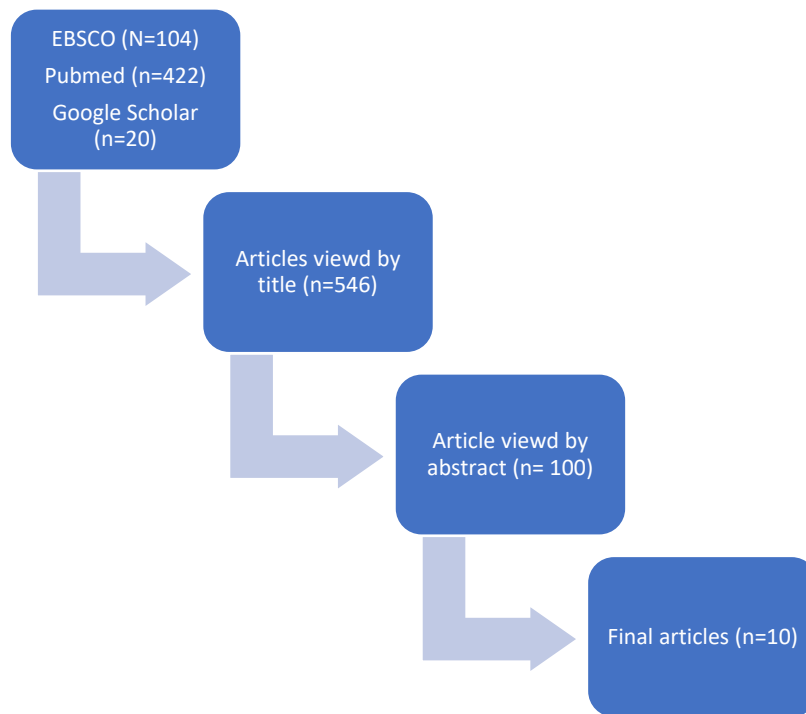 EBSCO (N=104)
Pubmed (n=422)
Google Scholar
(n=20)
Articles viewd by
title (n=546)
Article viewd by
abstract (n= 100)
Final articles (n=10)